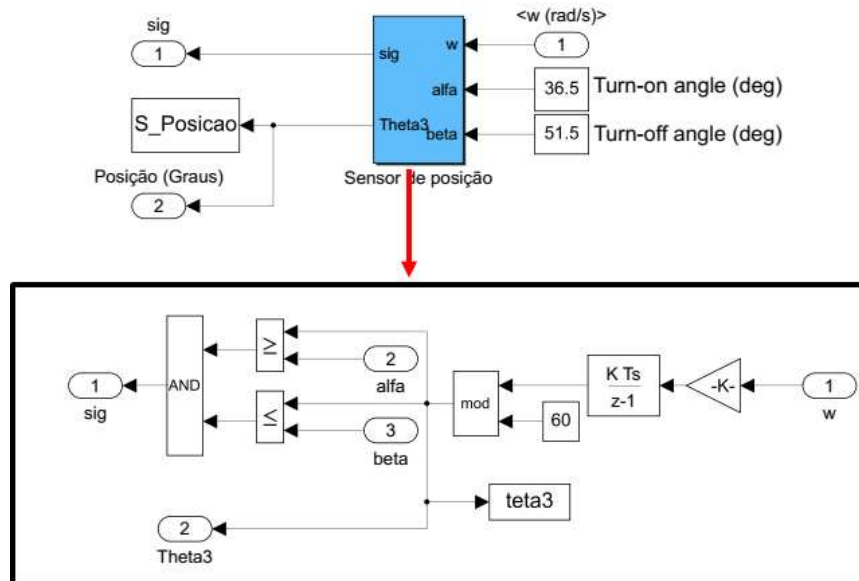 sig
<w (rad/s)>
1
1
w
sig
alfa
36.5
Turn-on angle (deg)
S_Posicao
Theta3
beta
51.5
Turn-off angle (deg)
Posição (Graus)
2
Sensor de posição
≥
2
alfa
K Ts
z-1
-K-
1
AND
mod
1
sig
≤
60
w
3
beta
teta3
2
Theta3